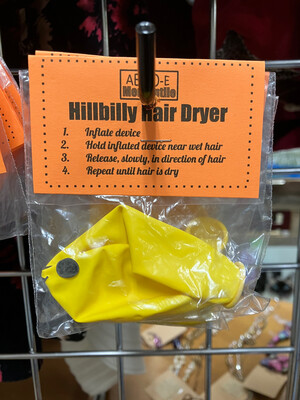 Hillbilly Hair Dryer
1. Inflate device
2. Hold inflated device near wet hair
3. Release, slowly, in direction of hair
4. Repeat until hair is dry